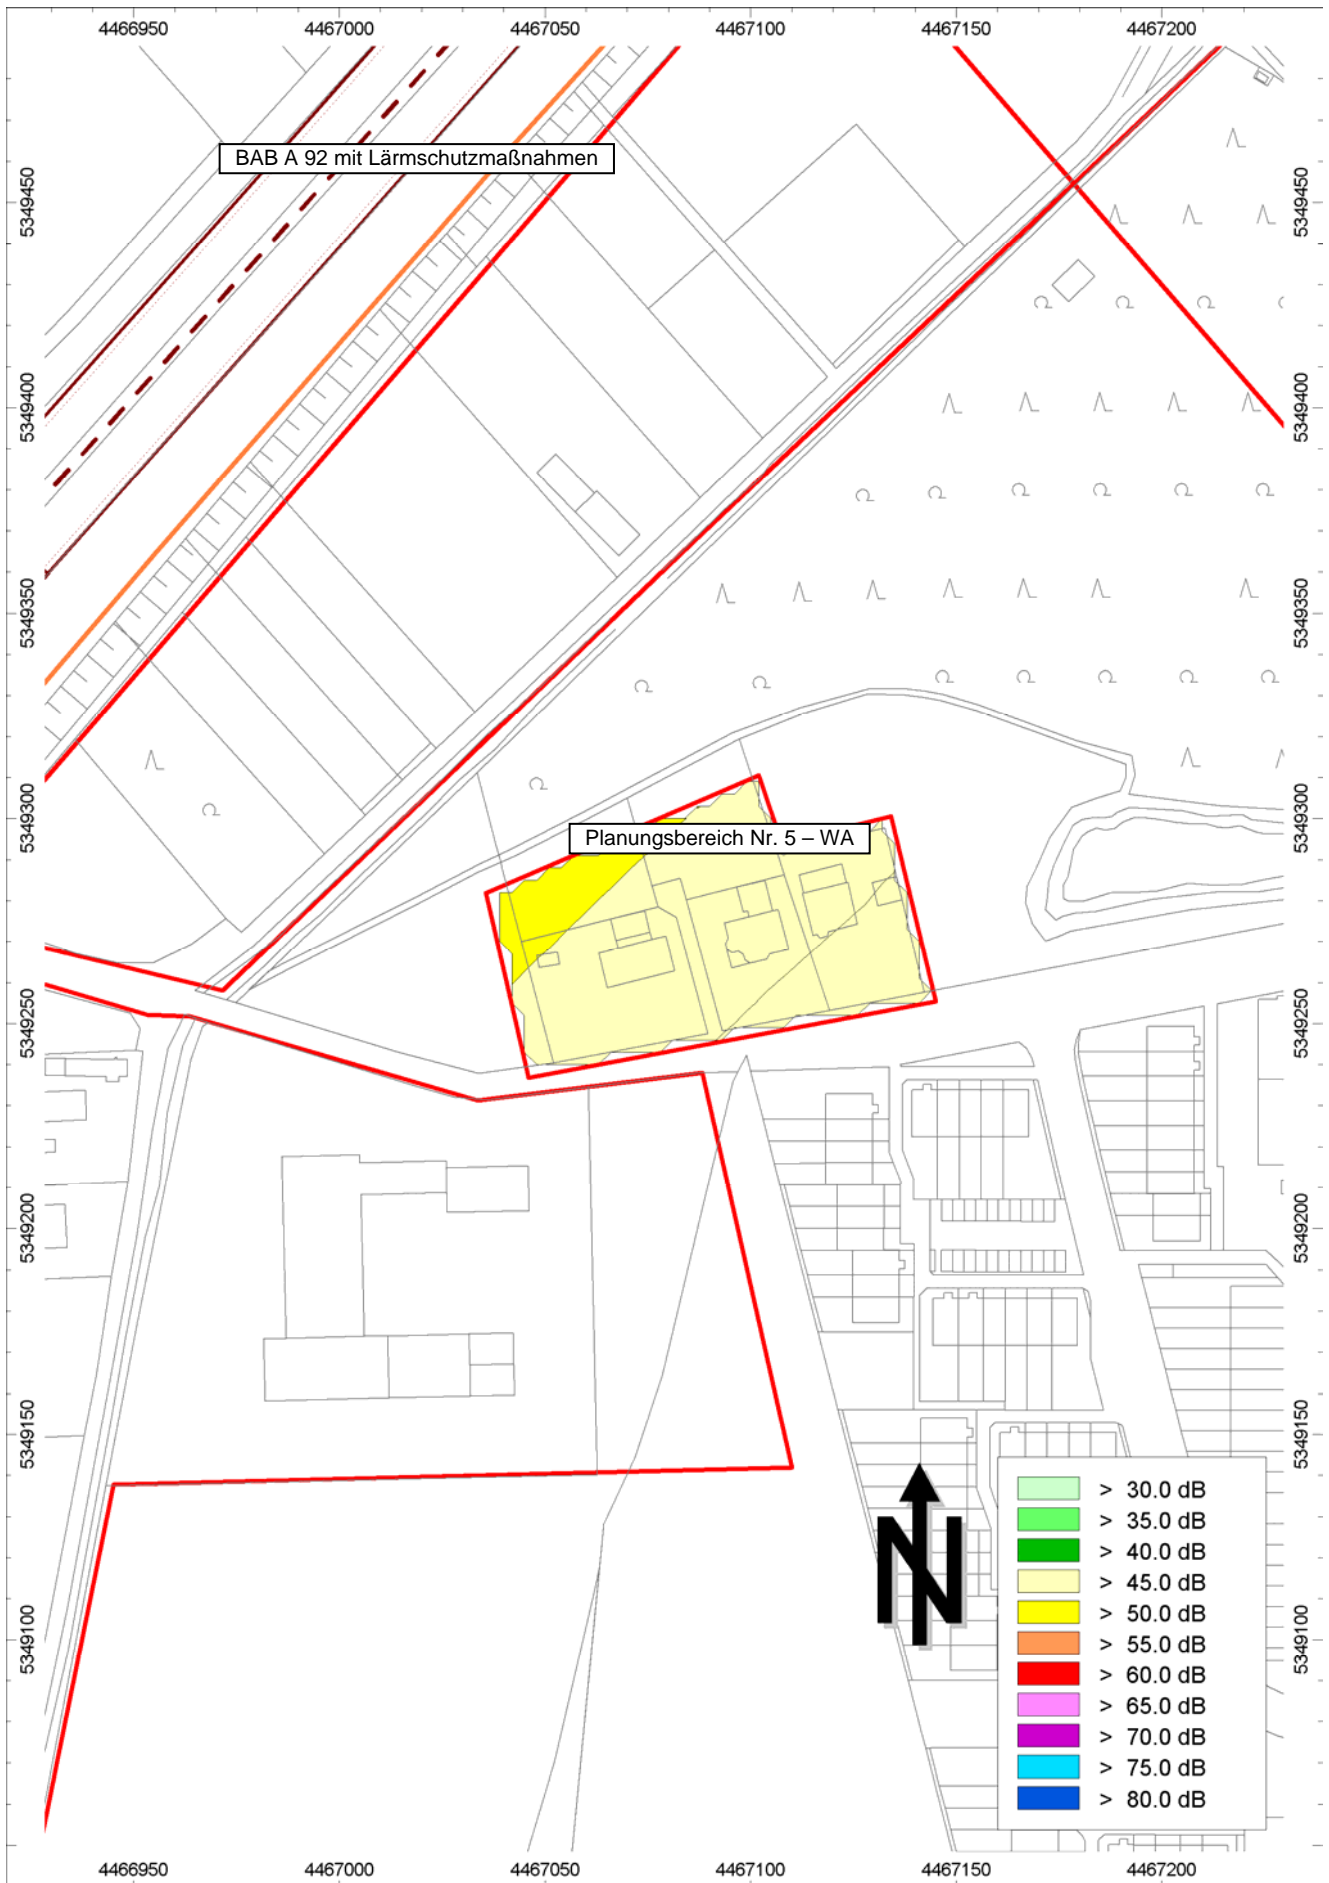 4466950 4467000 4467050 4467100 4467150 4467200
BAB A 92 mit Lärmschutzmaßnahmen
5349450 5349450
5349400 5349400
5349350 5349350
5349300 5349300
Planungsbereich Nr. 5 – WA
5349250 5349250
5349200 5349200
5349150 5349150
5349100 5349100
N
> 30.0 dB
> 35.0 dB
> 40.0 dB
> 45.0 dB
> 50.0 dB
> 55.0 dB
> 60.0 dB
> 65.0 dB
> 70.0 dB
> 75.0 dB
> 80.0 dB
4466950 4467000 4467050 4467100 4467150 4467200